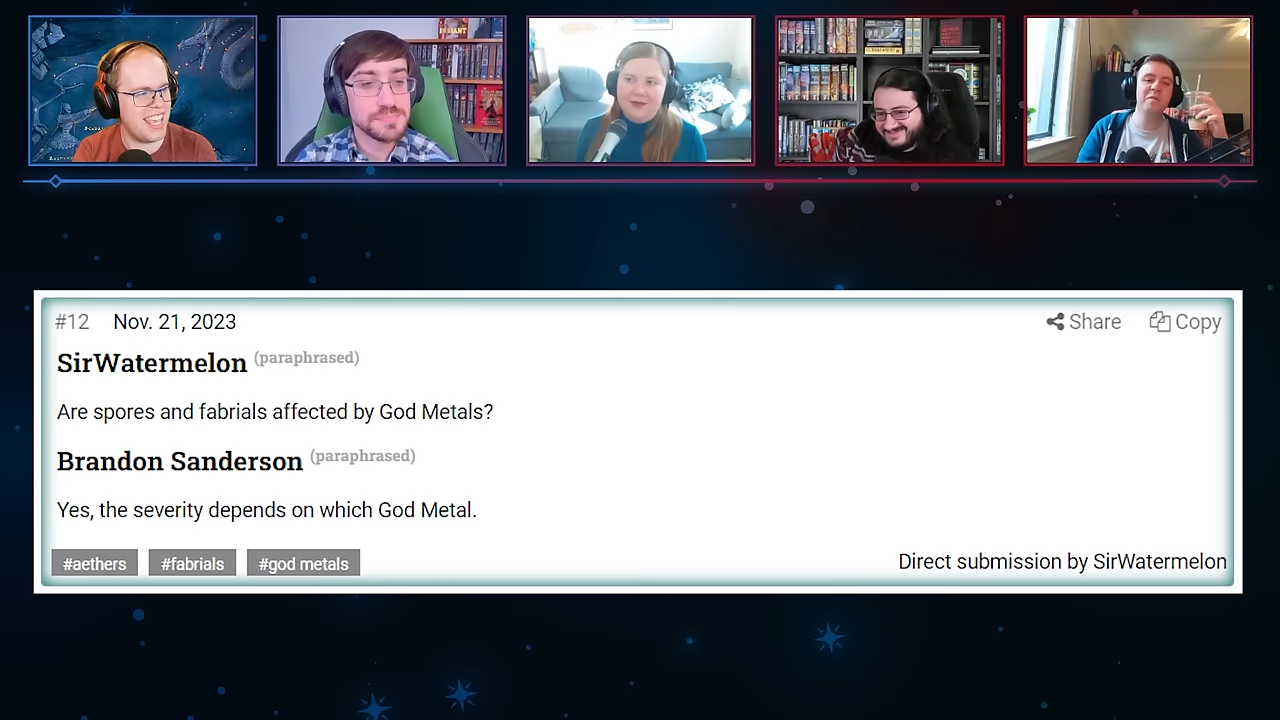 #12 Nov. 21, 2023 Share Copy
SirWatermelon (paraphrased)
Are spores and fabrials affected by God Metals?
Brandon Sanderson (paraphrased)
Yes, the severity depends on which God Metal.
#aethers #fabrials #god metals Direct submission by SirWatermelon